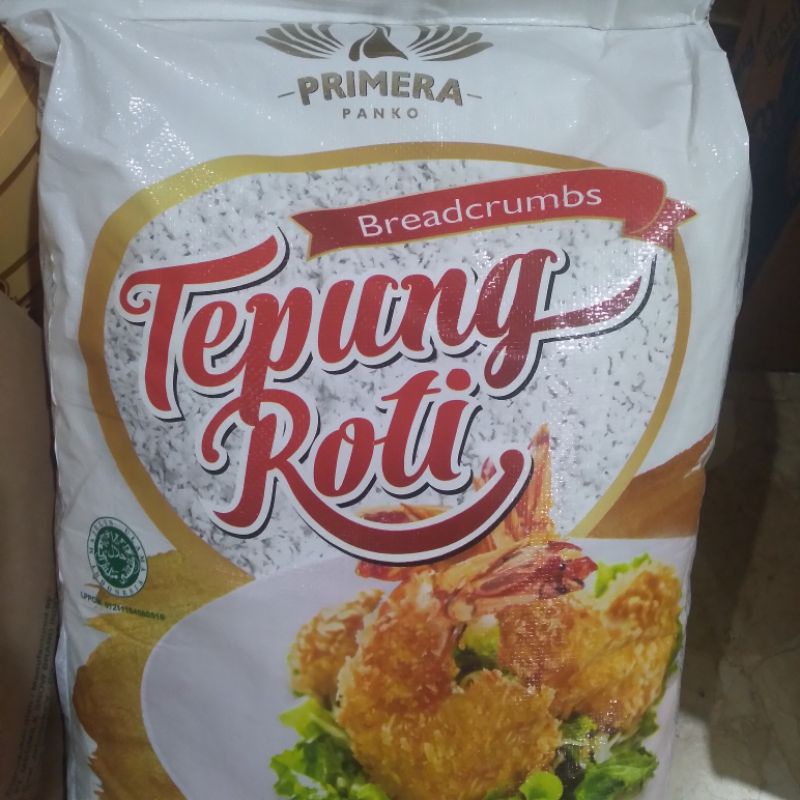 PRIMERA
PANKO
Breadcrumbs
Tepung
Roti